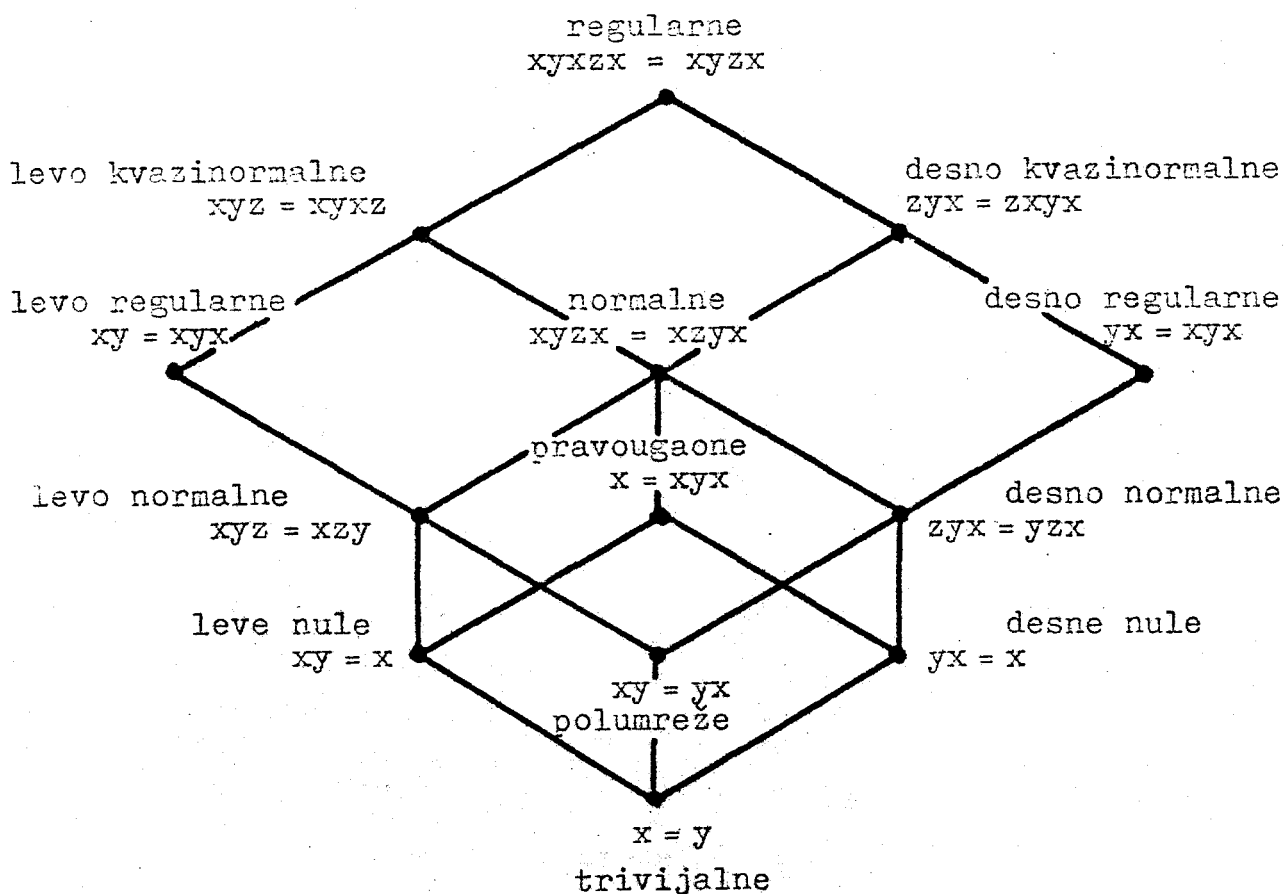 regularne
xyxzx = xyzx
levo kvazinormalne
xyz = xyxz
desno kvazinormalne
zyx = zxyx
levo regularne
xy = xyx
normalne
xyzx = xzyx
desno regularne
yx = xyx
pravougaone
x = xyx
levo normalne
xyz = xzy
desno normalne
zyx = yzx
leve nule
xy = x
desne nule
yx = x
xy = yx
polumreže
x = y
trivijalne